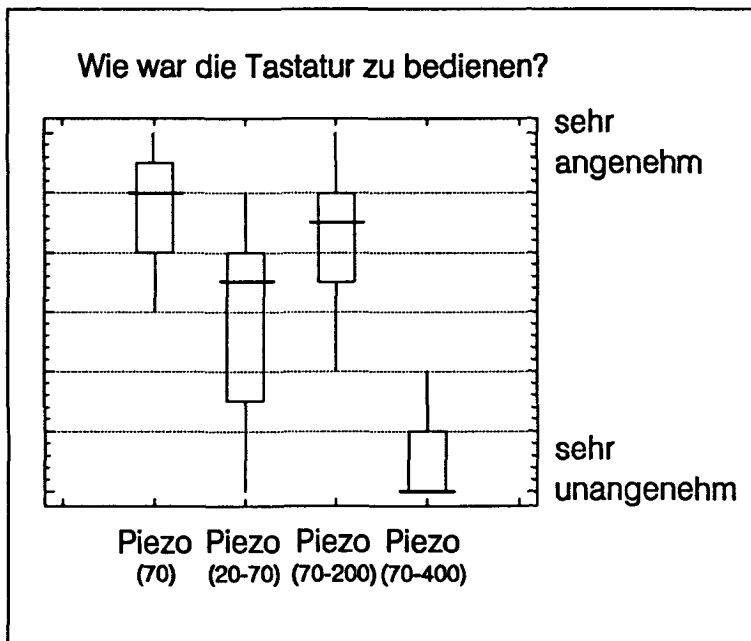 Wie war die Tastatur zu bedienen?
sehr
angenehm
sehr
unangenehm
Piezo Piezo Piezo Piezo
(70) (20-70) (70-200) (70-400)